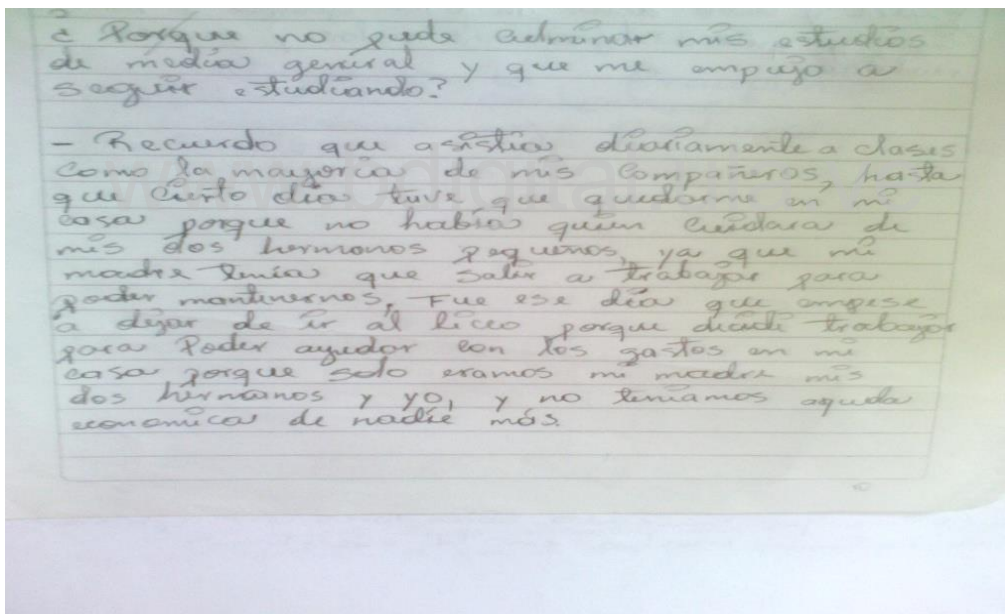 ¿ Porque no pude culminar mis estudios
de media general y que me empujo a
seguir estudiando?
- Recuerdo que asistia diariamente a clases
como la mayoria de mis compañeros, hasta
que cierto dia tuve que quedarme en mi
casa porque no habia quien cuidara de
mis dos hermanos pequenos, ya que mi
madre tenia que salir a trabajar para
poder mantenernos, Fue ese dia que empese
a dejar de ir al liceo porque decidi trabajar
para Poder ayudar con los gastos en mi
casa porque solo eramos mi madre mis
dos hermanos y yo, y no teniamos ayuda
economica de nadie más.